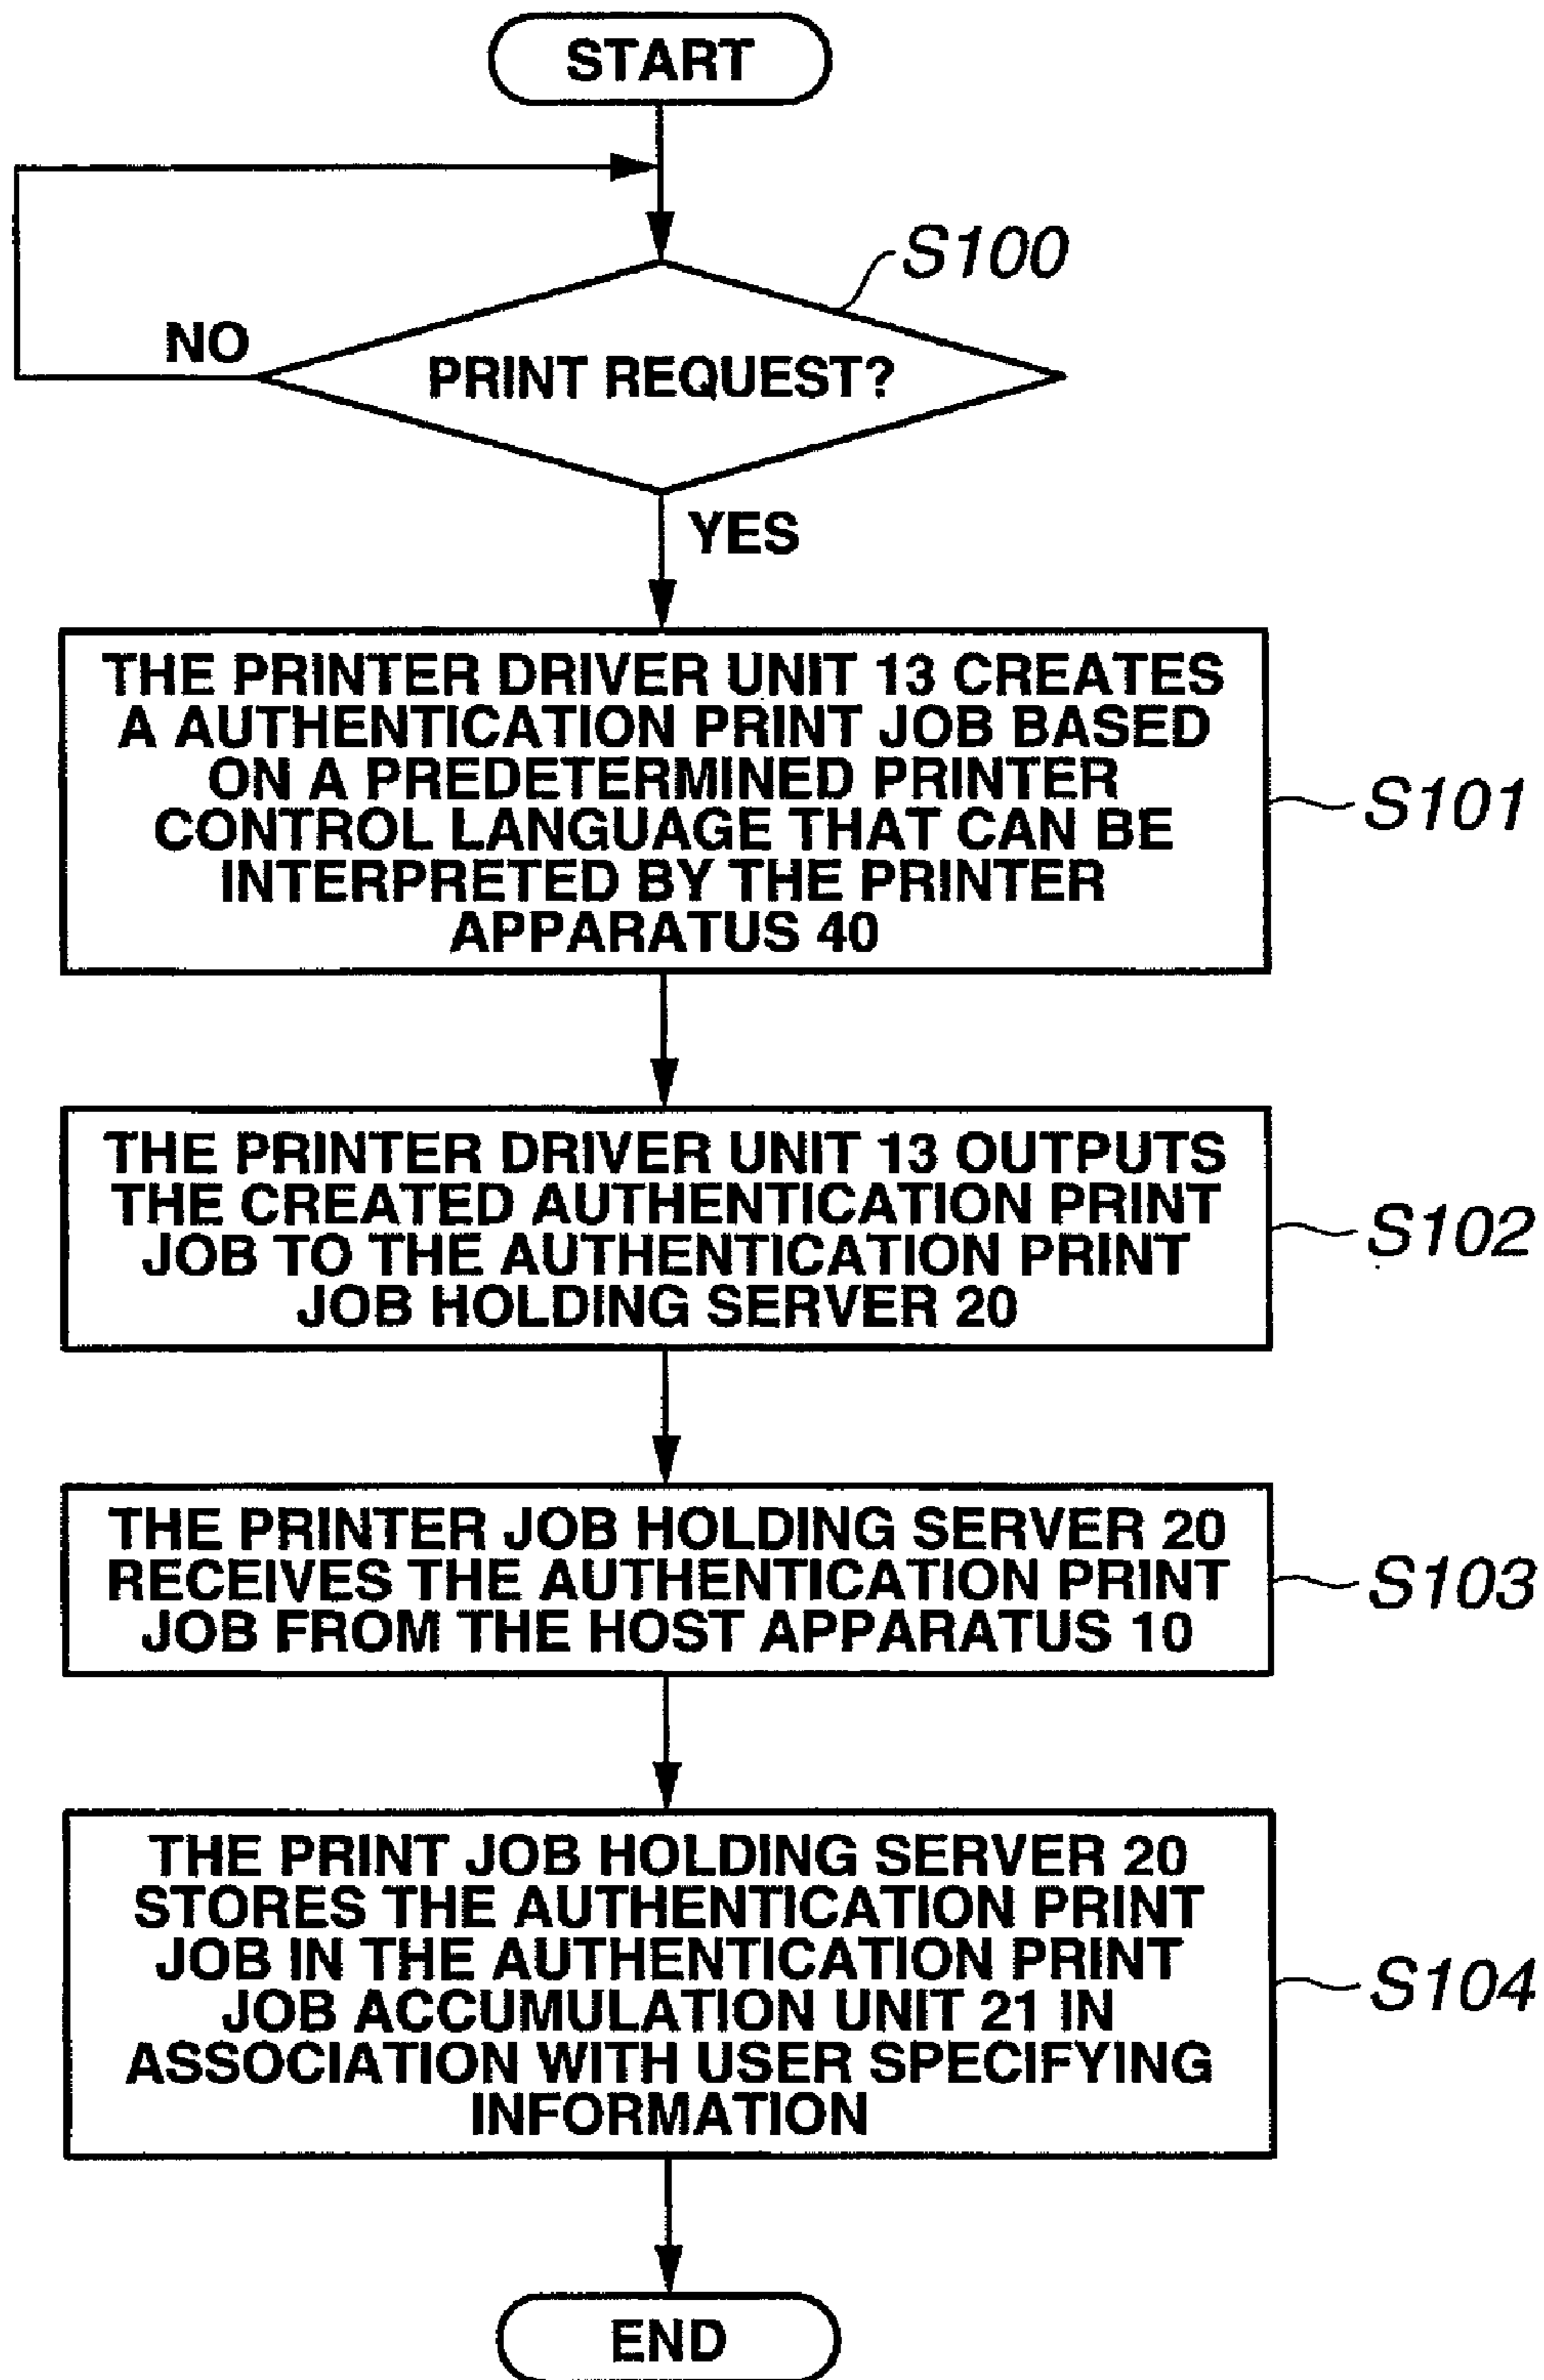 START
S100
NO
PRINT REQUEST?
YES
THE PRINTER DRIVER UNIT 13 CREATES
A AUTHENTICATION PRINT JOB BASED
ON A PREDETERMINED PRINTER
CONTROL LANGUAGE THAT CAN BE
INTERPRETED BY THE PRINTER
APPARATUS 40
S101
THE PRINTER DRIVER UNIT 13 OUTPUTS
THE CREATED AUTHENTICATION PRINT
JOB TO THE AUTHENTICATION PRINT
JOB HOLDING SERVER 20
S102
THE PRINTER JOB HOLDING SERVER 20
RECEIVES THE AUTHENTICATION PRINT
JOB FROM THE HOST APPARATUS 10
S103
THE PRINT JOB HOLDING SERVER 20
STORES THE AUTHENTICATION PRINT
JOB IN THE AUTHENTICATION PRINT
JOB ACCUMULATION UNIT 21 IN
ASSOCIATION WITH USER SPECIFYING
INFORMATION
S104
END